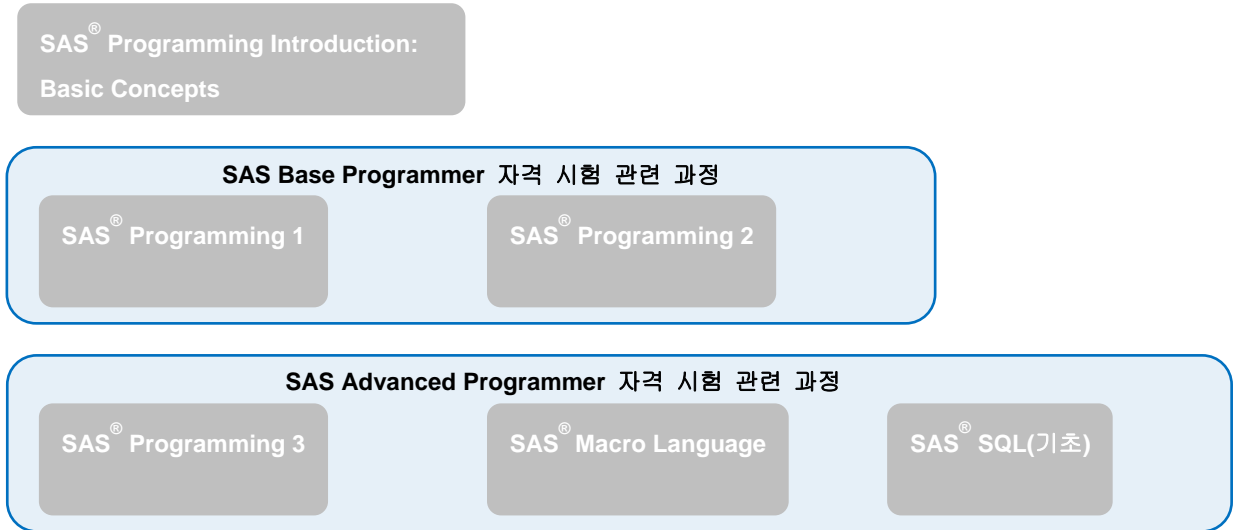 SAS® Programming Introduction:
Basic Concepts
SAS Base Programmer 자격 시험 관련 과정
SAS® Programming 1
SAS® Programming 2
SAS Advanced Programmer 자격 시험 관련 과정
SAS® Programming 3
SAS® Macro Language
SAS® SQL(기초)